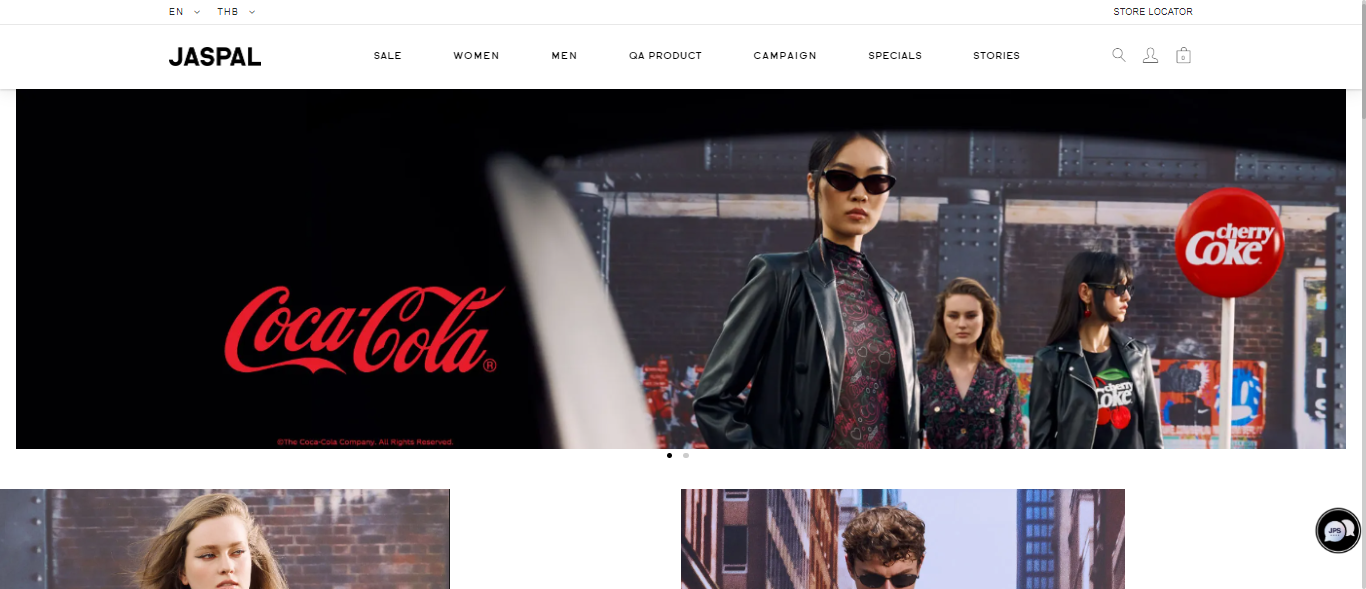 EN THB STORE LOCATOR
JASPAL SALE WOMEN MEN QA PRODUCT CAMPAIGN SPECIALS STORIES 0
cherry
Coke
Coca-Cola®
cherry
Coke
©The Coca-Cola Company. All Rights Reserved.
JPS